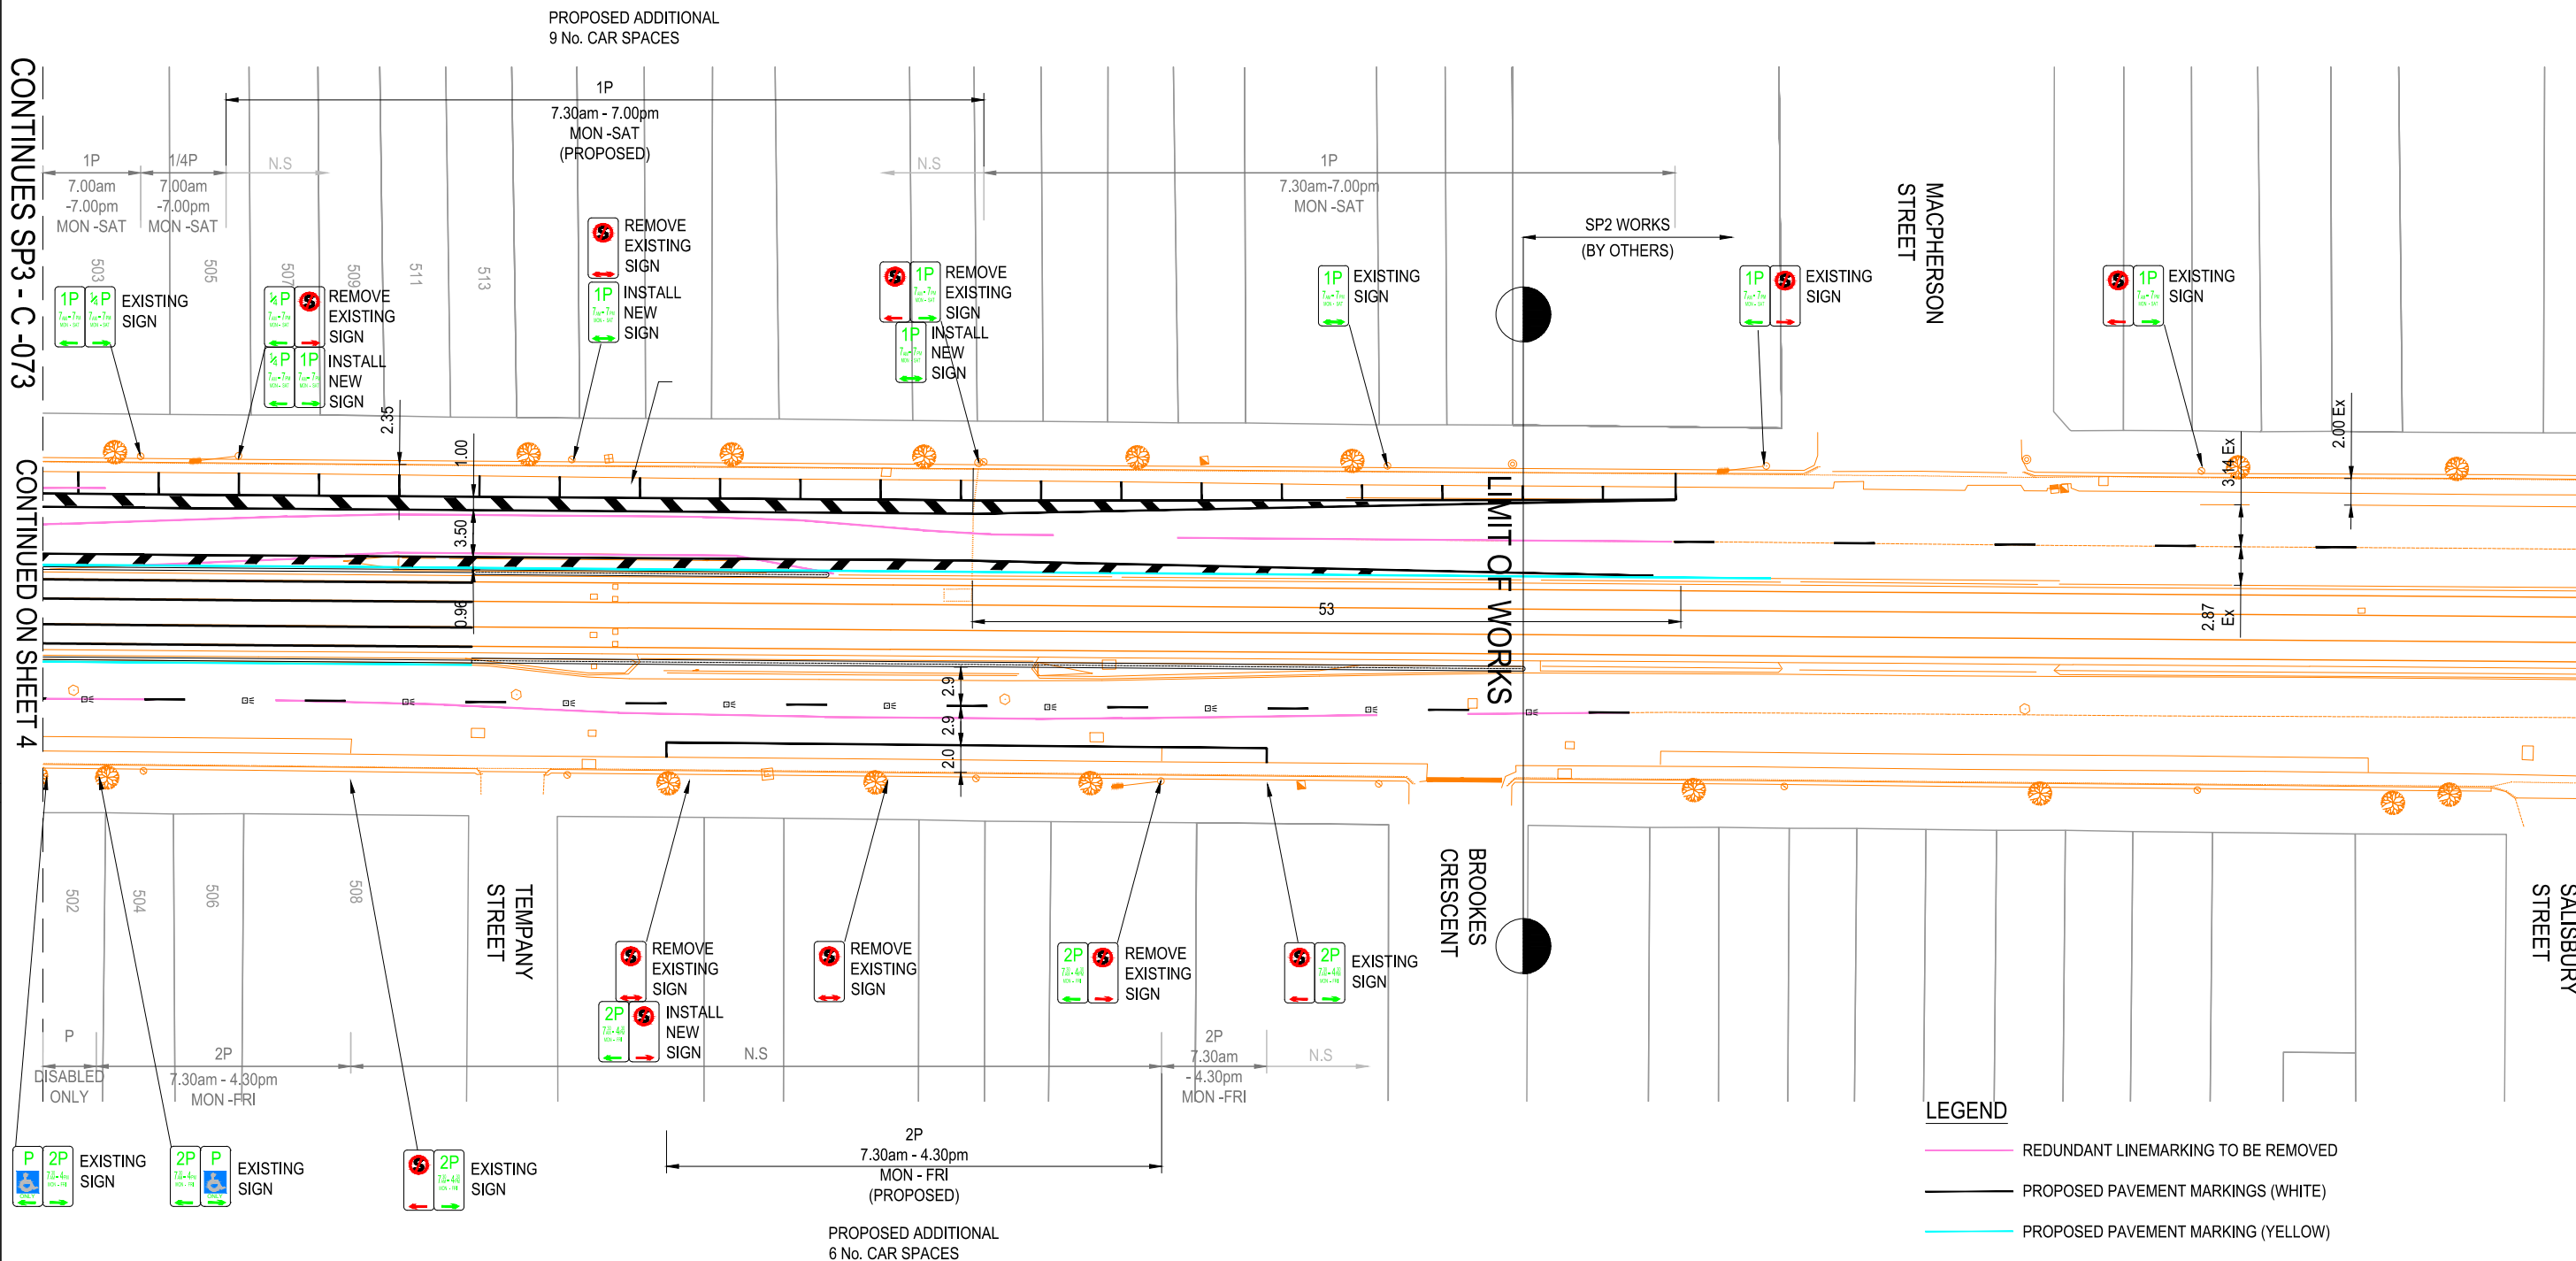 PROPOSED ADDITIONAL
9 No. CAR SPACES
CONTINUES SP3 - C -073
CONTINUED ON SHEET 4
1P
7.30am - 7.00pm
MON -SAT
(PROPOSED)
1P
7.00am
-7.00pm
MON -SAT
1/4P
7.00am
-7.00pm
MON -SAT
N.S
N.S
1P
7.30am-7.00pm
MON -SAT
SP2 WORKS
(BY OTHERS)
MACPHERSON
STREET
503
505
507
509
511
513
1P
¼P
EXISTING
SIGN
¼P
S
REMOVE
EXISTING
SIGN
¼P
1P
INSTALL
NEW
SIGN
S
REMOVE
EXISTING
SIGN
1P
INSTALL
NEW
SIGN
S
1P
REMOVE
EXISTING
SIGN
1P
INSTALL
NEW
SIGN
1P
EXISTING
SIGN
1P
S
EXISTING
SIGN
S
1P
EXISTING
SIGN
2.35
1.00
3.50
0.96
3.14 Ex
2.00 Ex
2.87
Ex
53
LIMIT OF WORKS
2.9
2.9
2.0
502
504
506
508
TEMPANY
STREET
BROOKES
CRESCENT
SALISBURY
STREET
S
REMOVE
EXISTING
SIGN
2P
S
INSTALL
NEW
SIGN
S
REMOVE
EXISTING
SIGN
2P
S
REMOVE
EXISTING
SIGN
S
2P
EXISTING
SIGN
P
DISABLED
ONLY
2P
7.30am - 4.30pm
MON -FRI
N.S
2P
7.30am
- 4.30pm
MON -FRI
N.S
2P
7.30am - 4.30pm
MON - FRI
(PROPOSED)
P
ONLY
2P
EXISTING
SIGN
2P
P
ONLY
EXISTING
SIGN
S
2P
EXISTING
SIGN
PROPOSED ADDITIONAL
6 No. CAR SPACES
LEGEND
REDUNDANT LINEMARKING TO BE REMOVED
PROPOSED PAVEMENT MARKINGS (WHITE)
PROPOSED PAVEMENT MARKING (YELLOW)